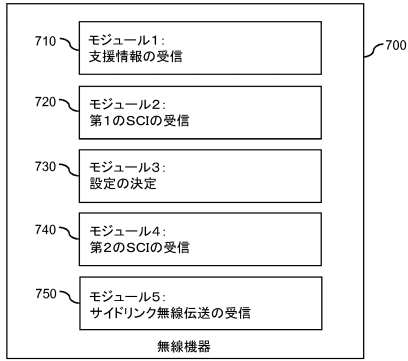 710
モジュール1:
支援情報の受信
700
720
モジュール2:
第1のSCIの受信
730
モジュール3:
設定の決定
740
モジュール4:
第2のSCIの受信
750
モジュール5:
サイドリンク無線伝送の受信
無線機器